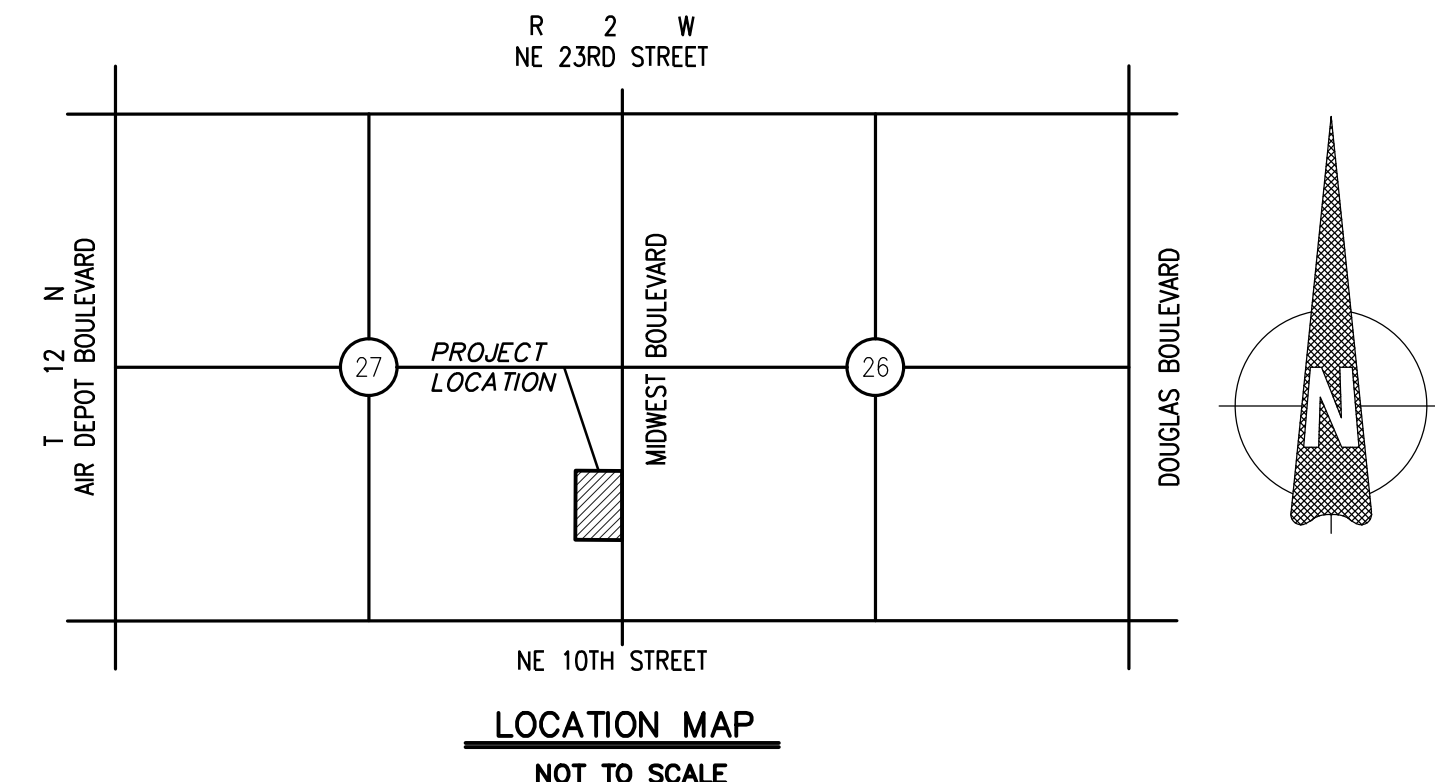 R 2 W
NE 23RD STREET
T 12 N
AIR DEPOT BOULEVARD
27
PROJECT
LOCATION
MIDWEST BOULEVARD
26
DOUGLAS BOULEVARD
N
NE 10TH STREET
LOCATION MAP
NOT TO SCALE